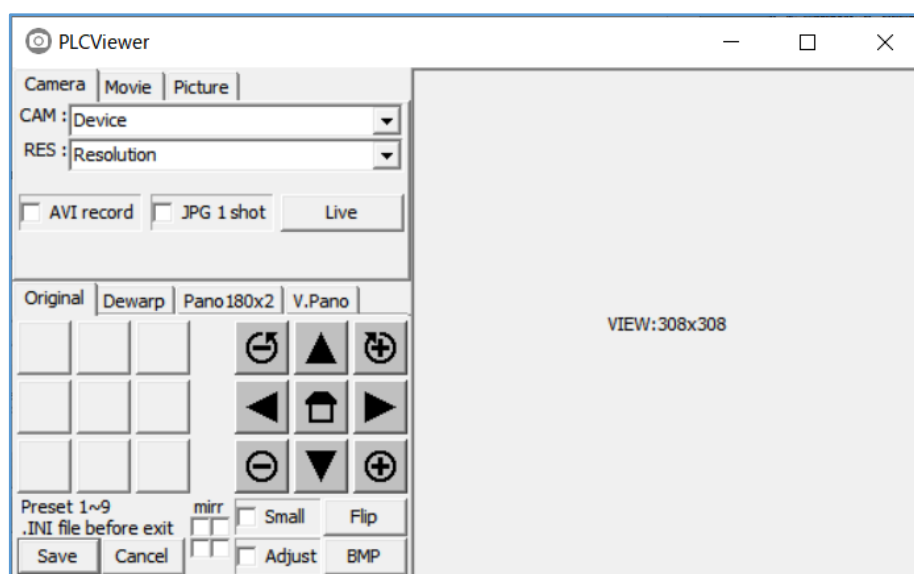 PLCViewer
Camera Movie Picture
CAM : Device
RES : Resolution
AVI record JPG 1 shot Live
Original Dewarp Pano180x2 V.Pano
VIEW:308x308
Preset 1~9 mirr Small Flip
.INI file before exit
Save Cancel Adjust BMP